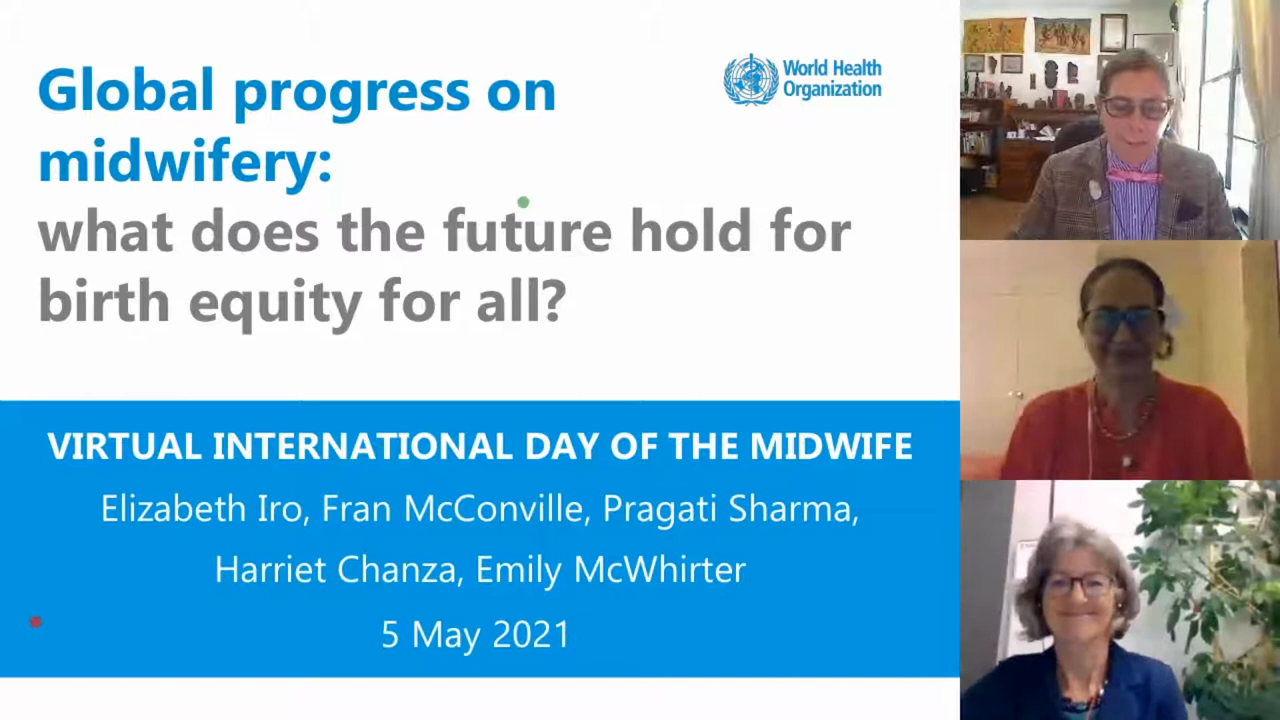 Global progress on
midwifery:
what does the future hold for
birth equity for all?
World Health
Organization
VIRTUAL INTERNATIONAL DAY OF THE MIDWIFE
Elizabeth Iro, Fran McConville, Pragati Sharma,
Harriet Chanza, Emily McWhirter
5 May 2021